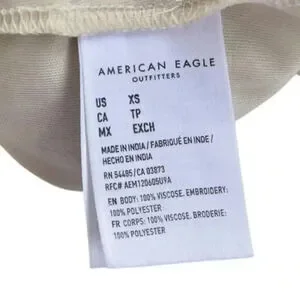 AMERICAN EAGLE
OUTFITTERS
US XS
CA TP
MX EXCH
MADE IN INDIA / FABRIQUÉ EN INDE /
HECHO EN INDIA
RN 54485/CA 03873
RFC# AEM120605U9A
EN BODY: 100% VISCOSE. EMBROIDERY:
100% POLYESTER
FR CORPS: 100% VISCOSE, BRODERIE:
100% POLYESTER